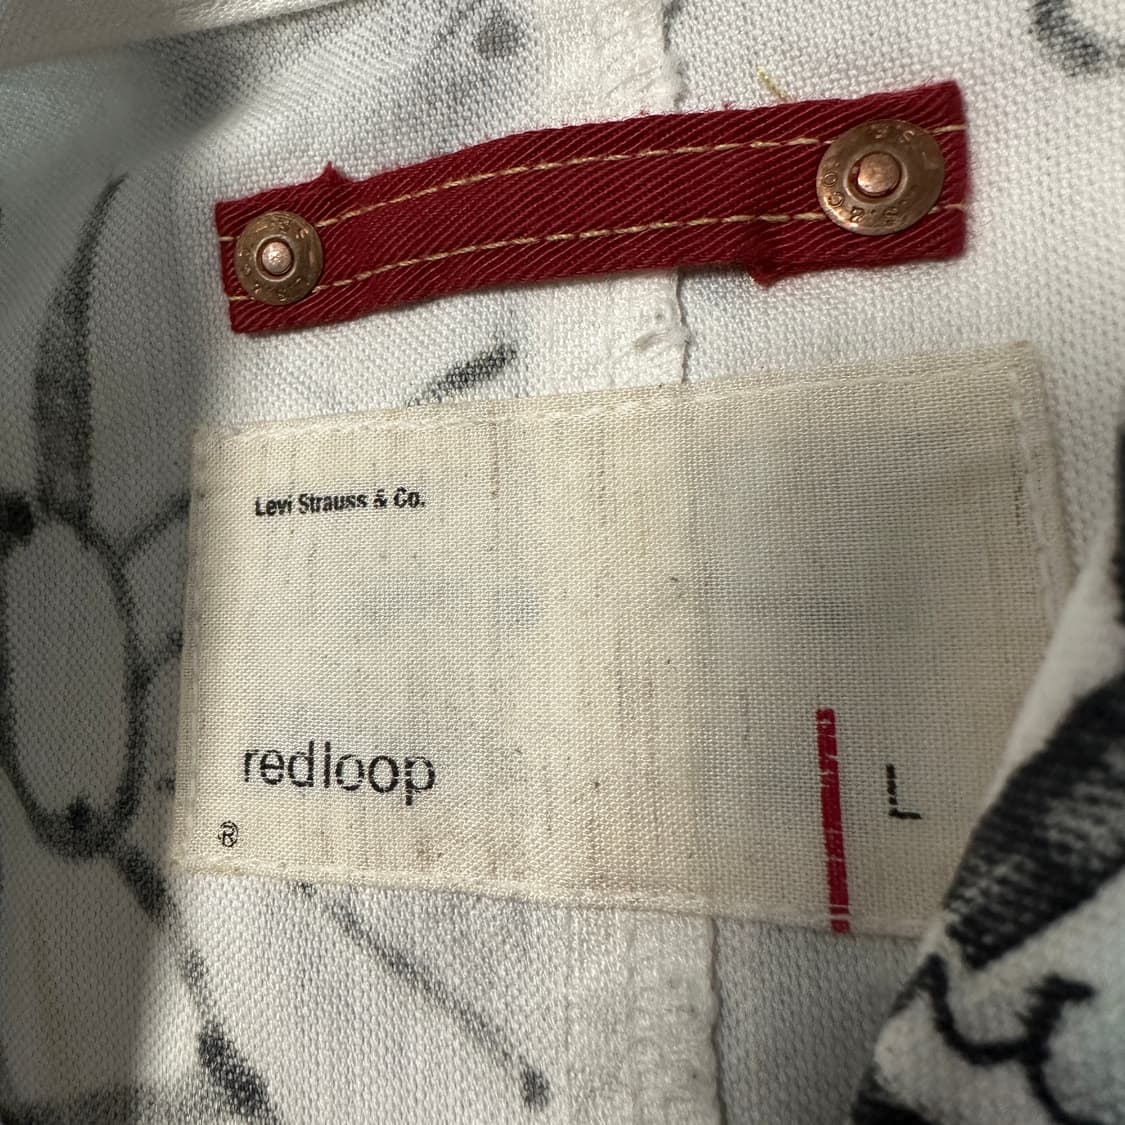 Levi Strauss & Co.
redloop
L
®